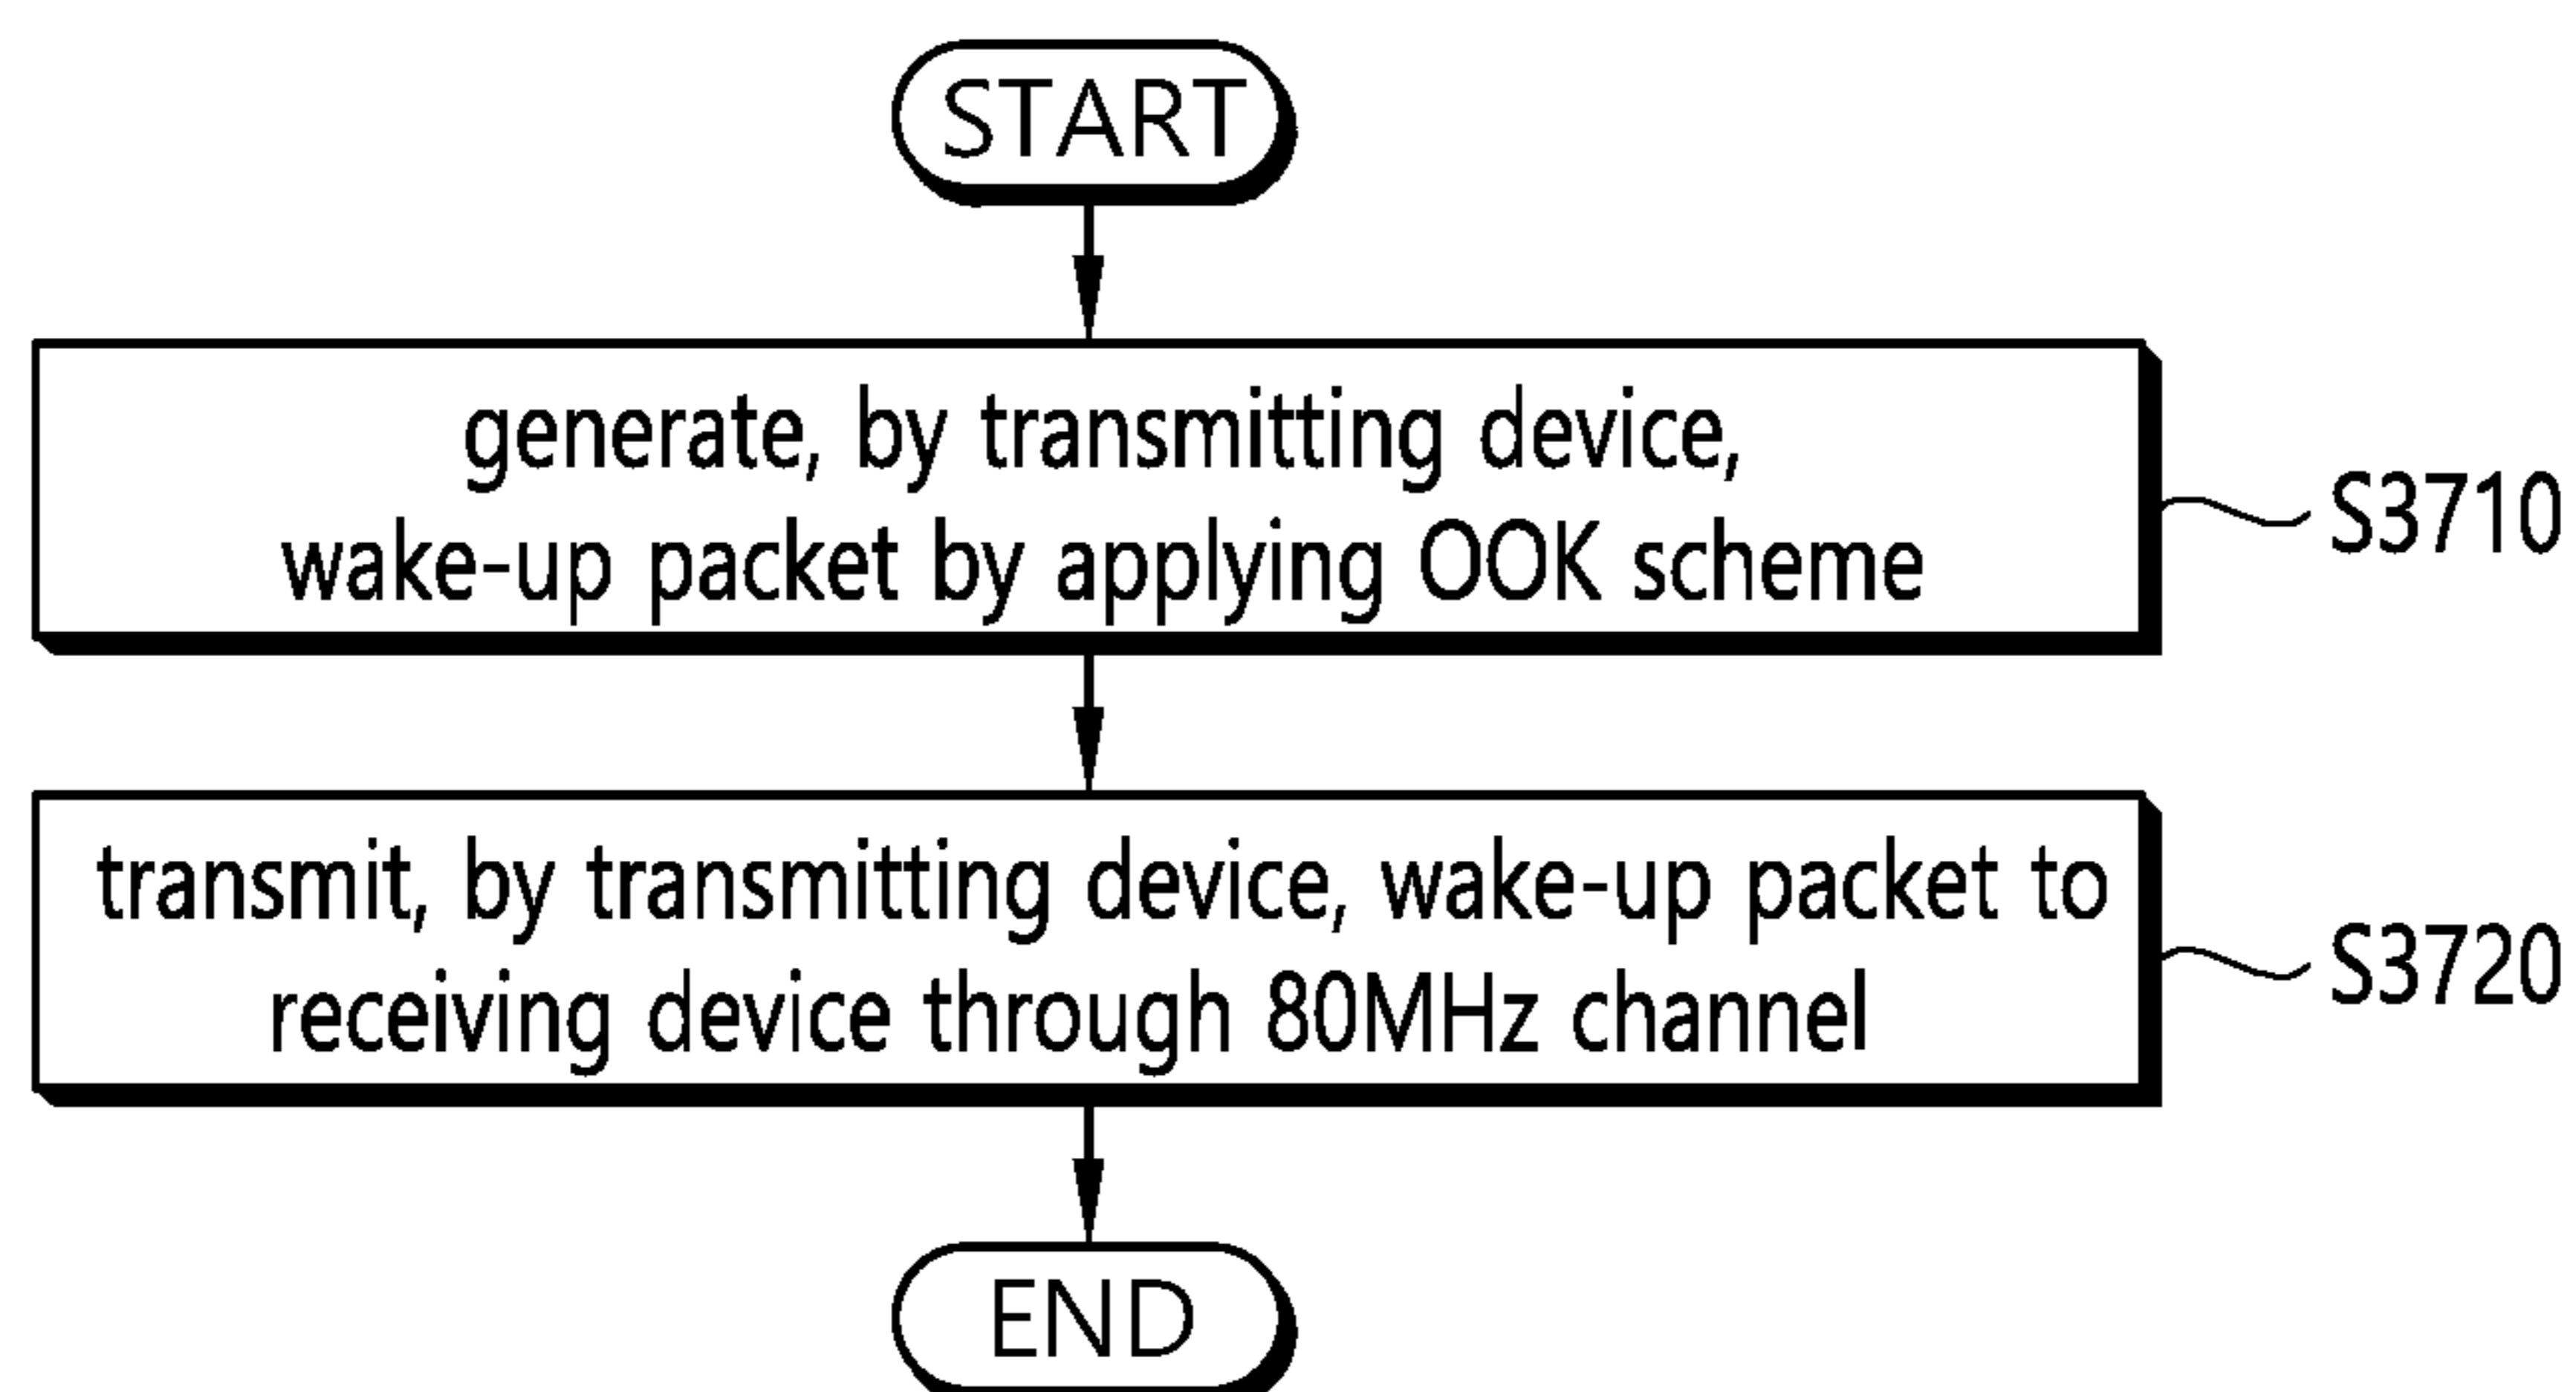 START
generate, by transmitting device,
wake-up packet by applying OOK scheme
S3710
transmit, by transmitting device, wake-up packet to
receiving device through 80MHz channel
S3720
END